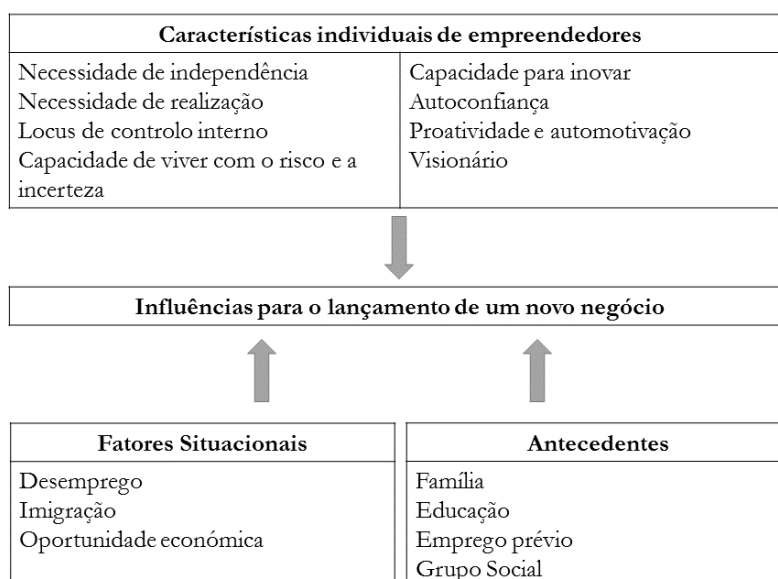 Características individuais de empreendedores
Necessidade de independência
Necessidade de realização
Locus de controlo interno
Capacidade de viver com o risco e a
incerteza
Capacidade para inovar
Autoconfiança
Proatividade e automotivação
Visionário
Influências para o lançamento de um novo negócio
Fatores Situacionais
Desemprego
Imigração
Oportunidade económica
Antecedentes
Família
Educação
Emprego prévio
Grupo Social